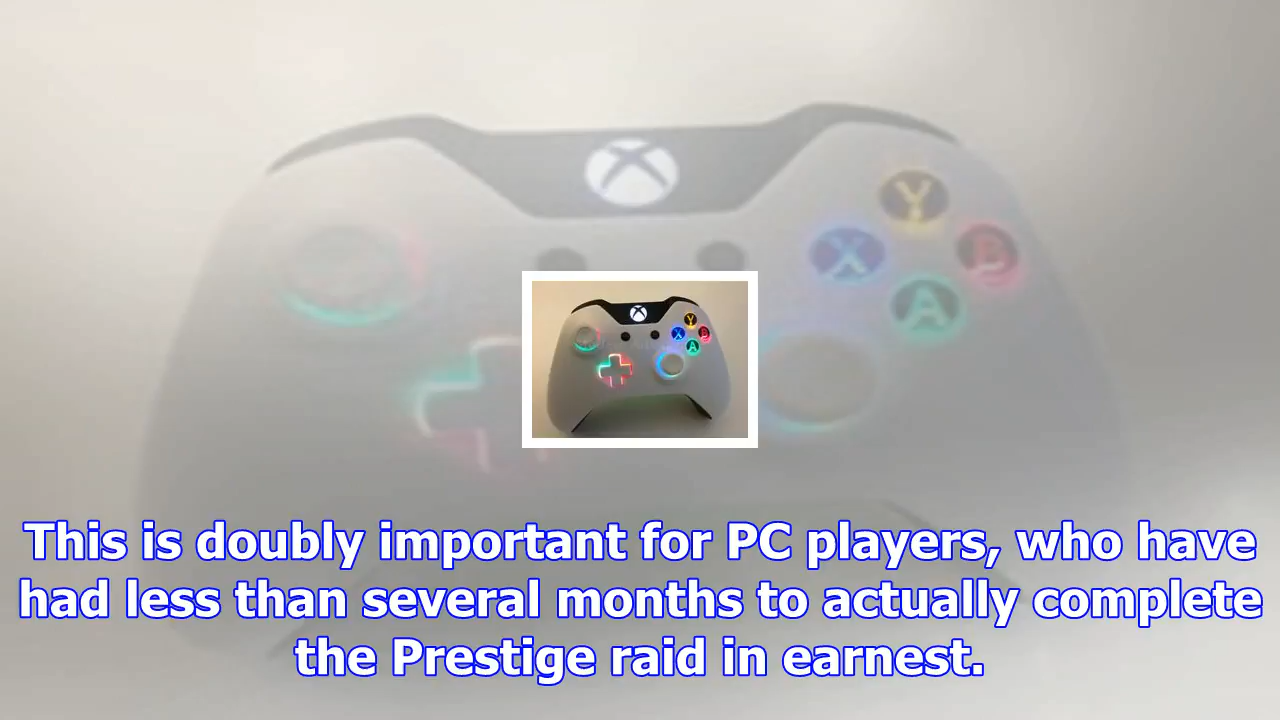 Y
X
B
A
Y
X
B
A
This is doubly important for PC players, who have
had less than several months to actually complete
the Prestige raid in earnest.